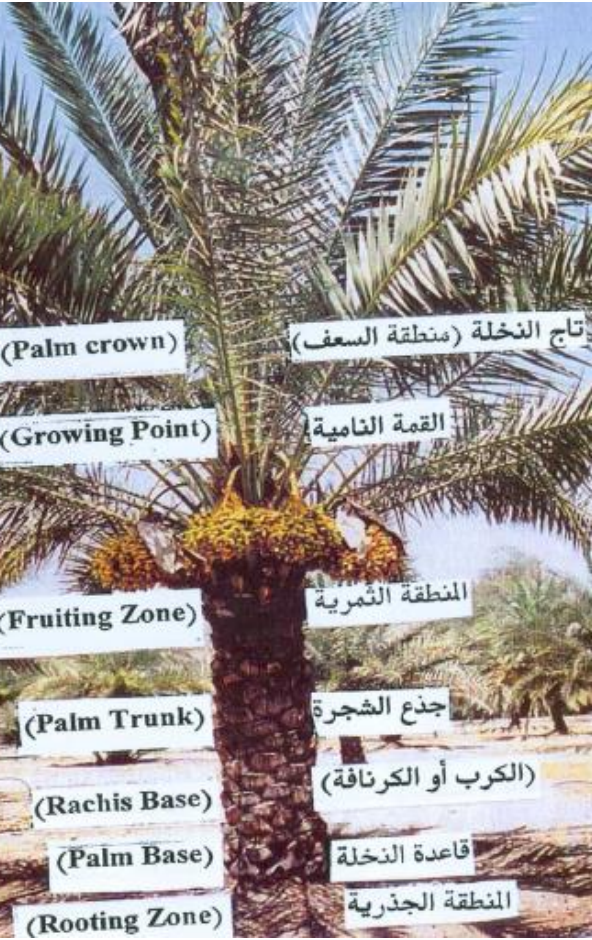 (Palm crown) تاج النخلة (منطقة السعف)
(Growing Point) القمة النامية
(Fruiting Zone) المنطقة الثمرية
(Palm Trunk) جذع الشجرة
(Rachis Base) (الكرب أو الكرنافة)
(Palm Base) قاعدة النخلة
(Rooting Zone) المنطقة الجذرية